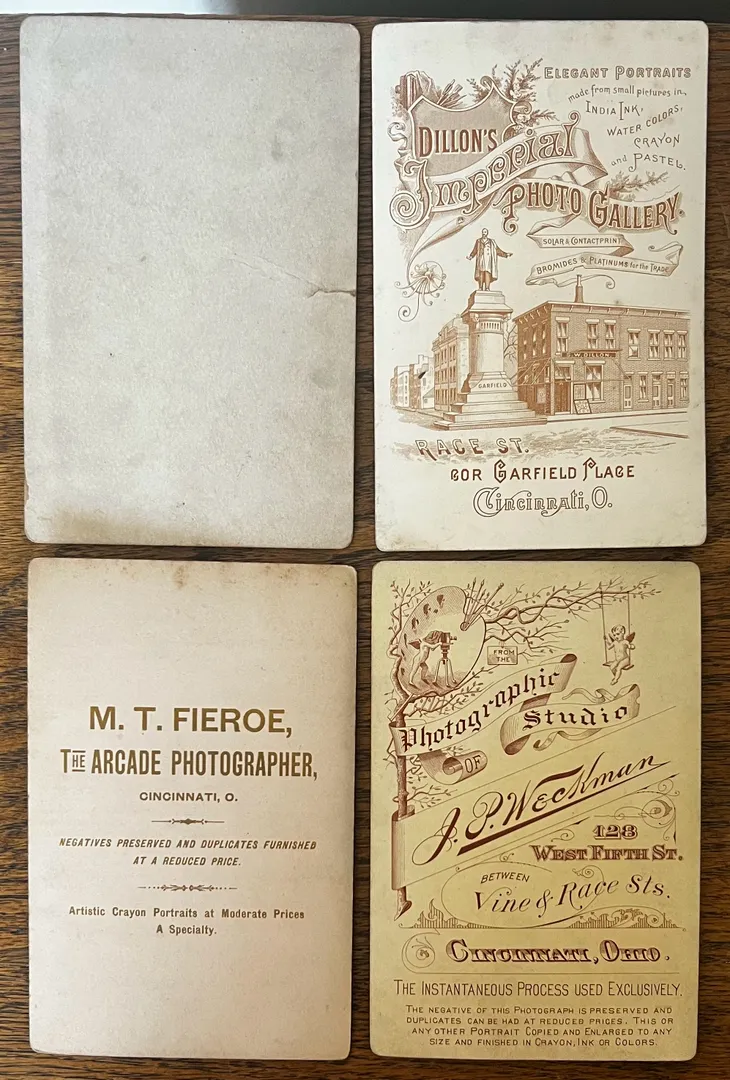 ELEGANT PORTRAITS
made from small pictures in
INDIA INK,
WATER COLORS,
CRAYON
and PASTEL.
DILLON'S
Imperial
PHOTO GALLERY.
SOLAR & CONTACT PRINT
BROMIDES & PLATINUMS for the TRADE
S.W. DILLON.
GARFIELD
RACE ST.
COR GARFIELD PLACE
Cincinnati, O.
M. T. FIEROE,
THE ARCADE PHOTOGRAPHER,
CINCINNATI, O.
NEGATIVES PRESERVED AND DUPLICATES FURNISHED
AT A REDUCED PRICE.
Artistic Crayon Portraits at Moderate Prices
A Specialty.
FROM
THE
Photographic
Studio
OF
J. P. Weckman
128
WEST FIFTH ST.
BETWEEN
Vine & Race Sts.
CINCINNATI, OHIO.
THE INSTANTANEOUS PROCESS USED EXCLUSIVELY.
THE NEGATIVE OF THIS PHOTOGRAPH IS PRESERVED AND
DUPLICATES CAN BE HAD AT REDUCED PRICES. THIS OR
ANY OTHER PORTRAIT COPIED AND ENLARGED TO ANY
SIZE AND FINISHED IN CRAYON, INK OR COLORS.